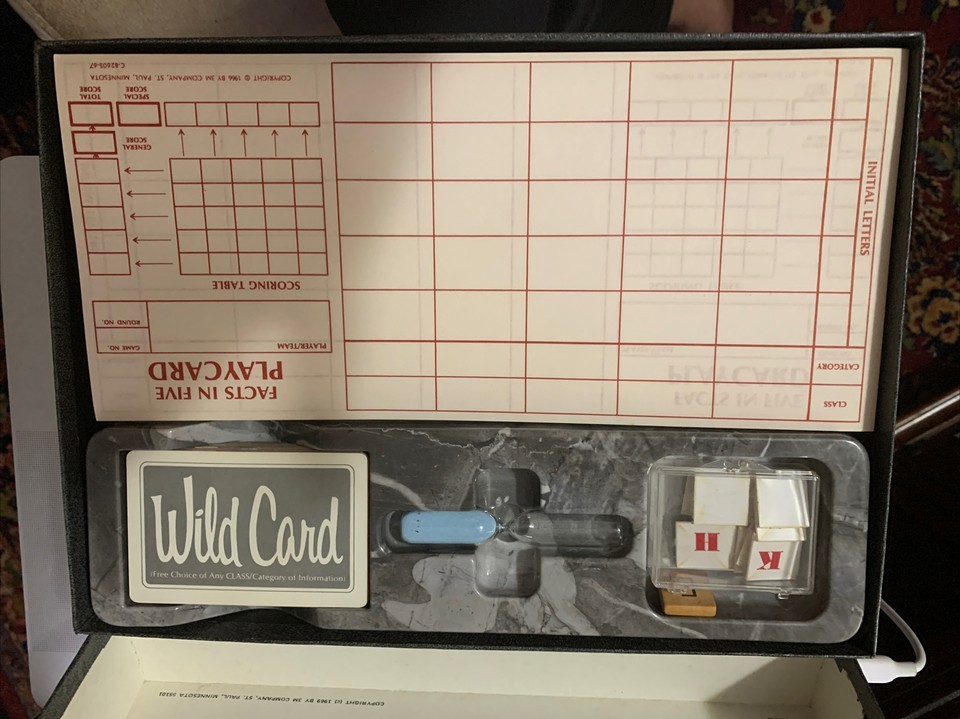 FACTS IN FIVE
PLAYCARD
PLAYER/TEAM
GAME NO.
ROUND NO.
SCORING TABLE
GENERAL
SCORE
SPECIAL
SCORE
TOTAL
SCORE
COPYRIGHT © 1966 BY 3M COMPANY, ST. PAUL, MINNESOTA
C-82605-67
CLASS
CATEGORY
INITIAL LETTERS
Wild Card
(Free Choice of Any CLASS/Category of Information)
H
K
COPYRIGHT (c) 1969 BY 3M COMPANY, ST. PAUL, MINNESOTA 55101